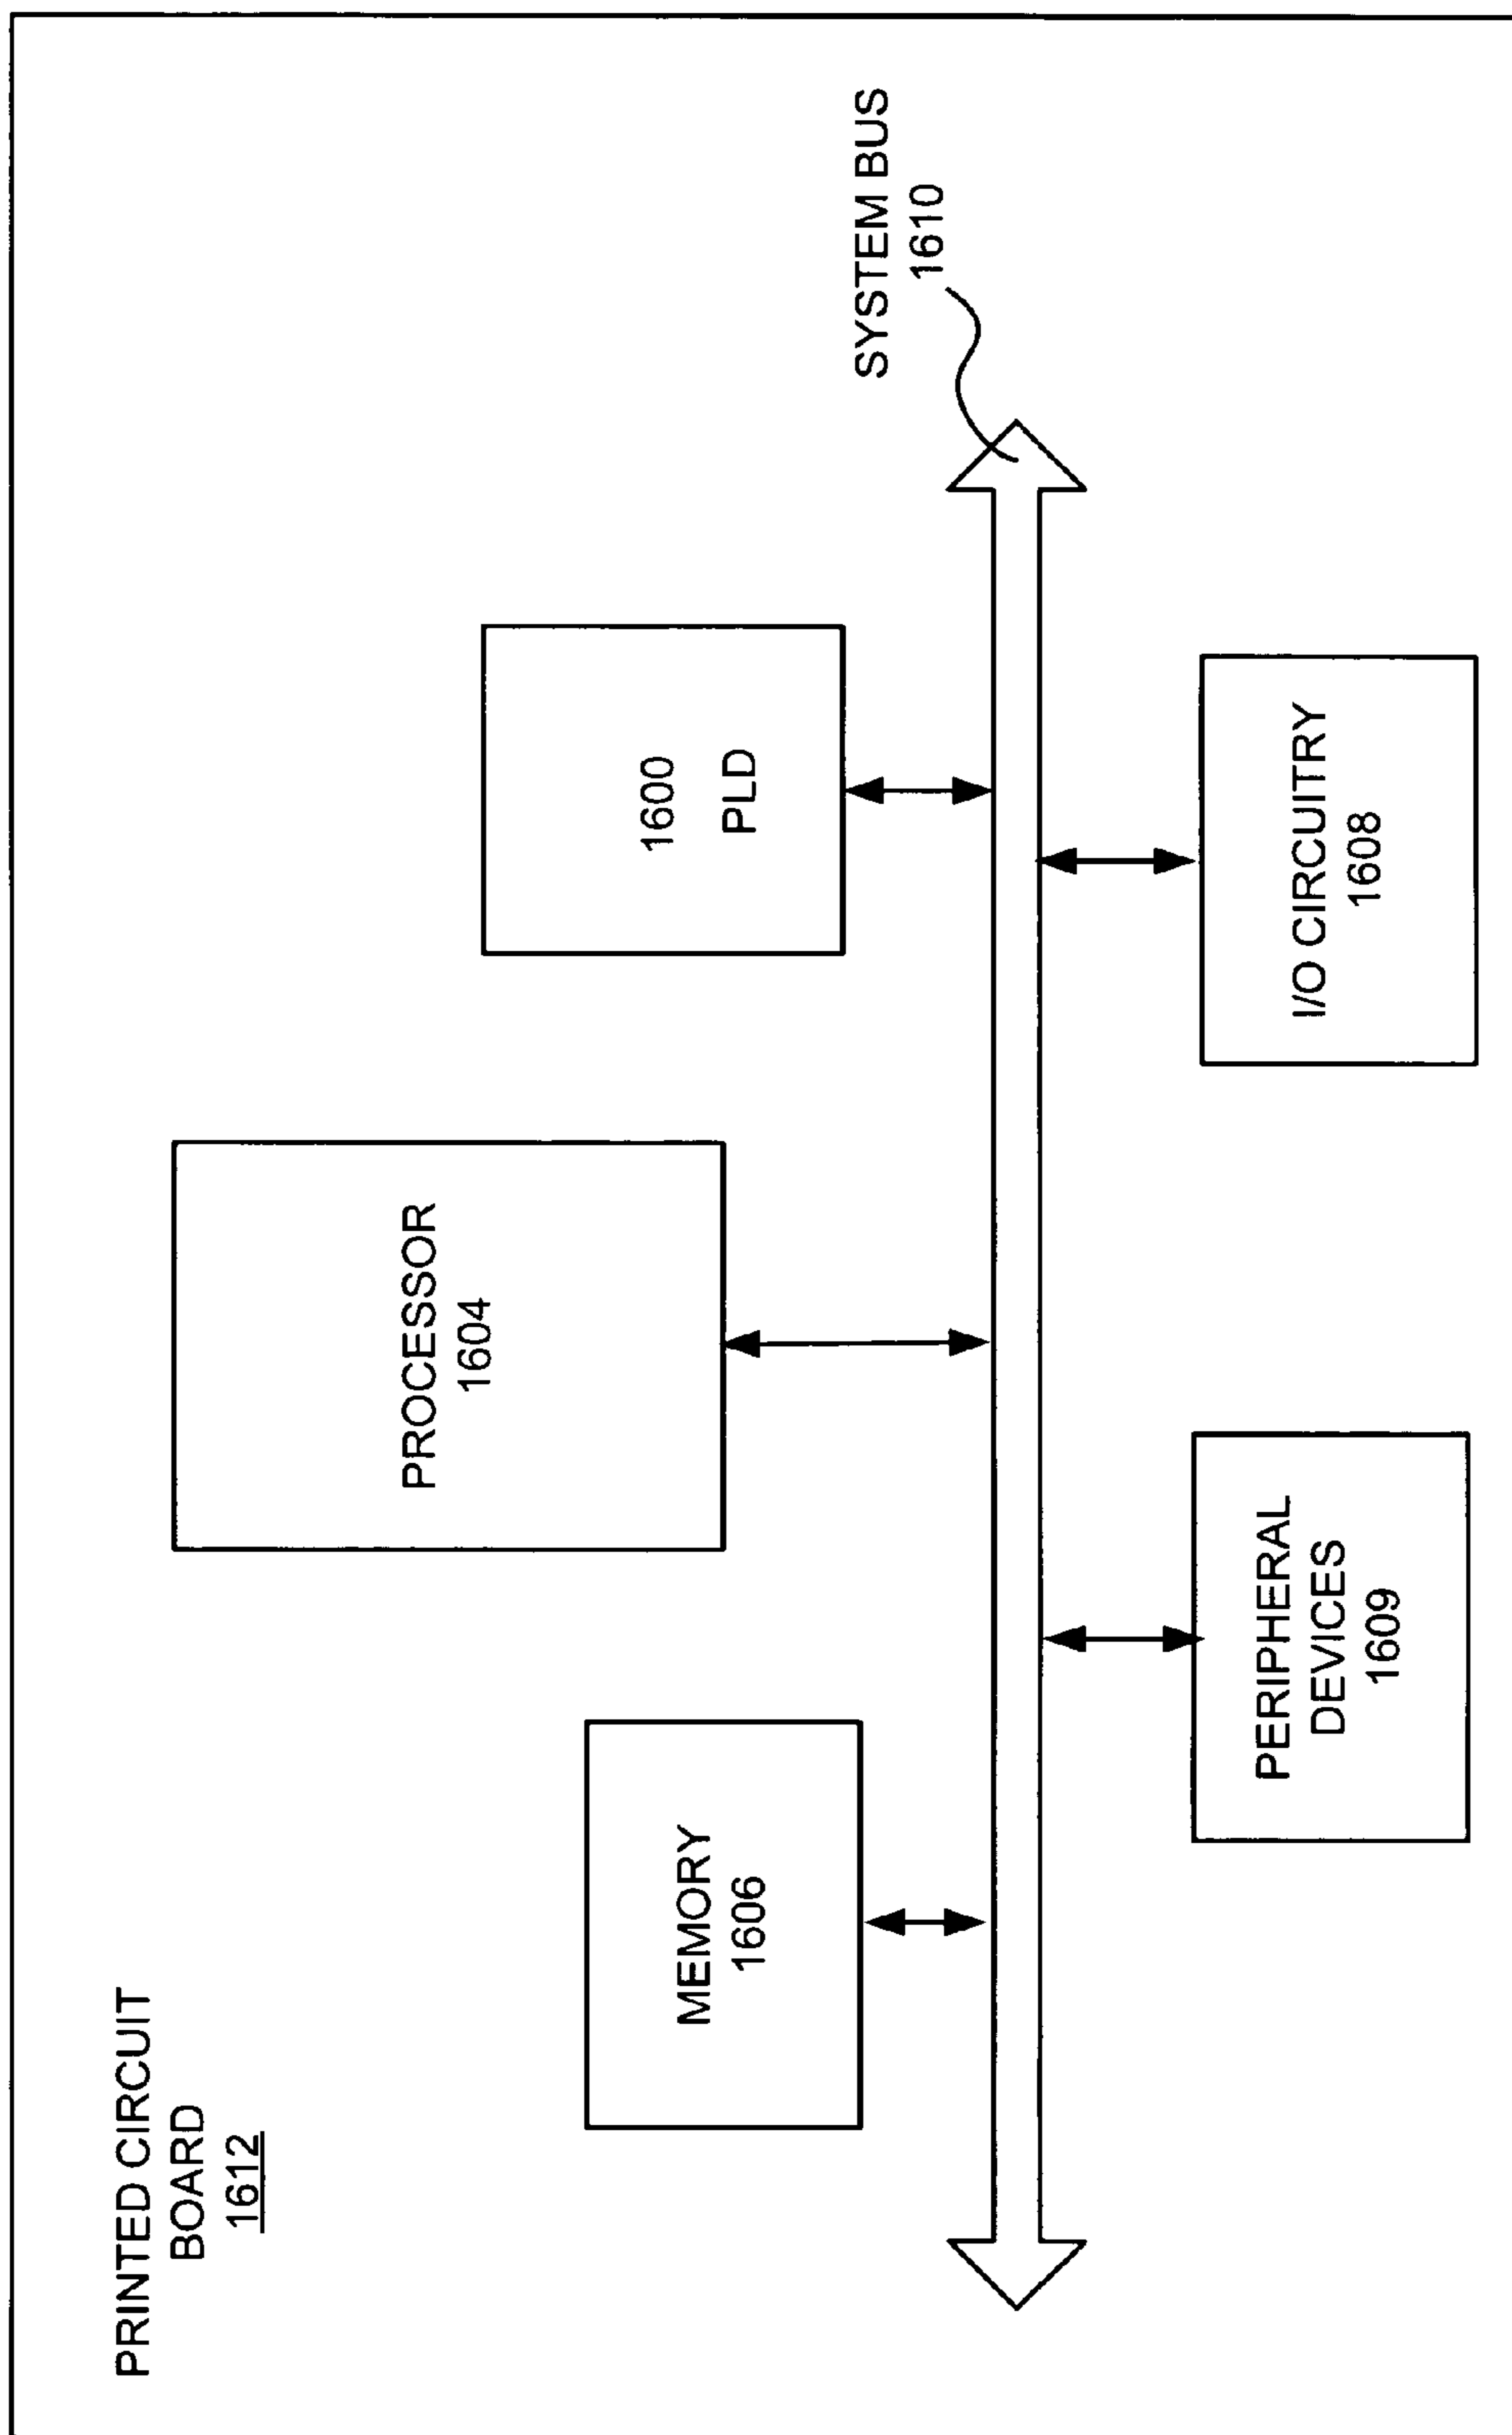 PRINTED CIRCUIT
BOARD
1612
MEMORY
1606
PROCESSOR
1604
1600
PLD
SYSTEM BUS
1610
PERIPHERAL
DEVICES
1609
I/O CIRCUITRY
1608